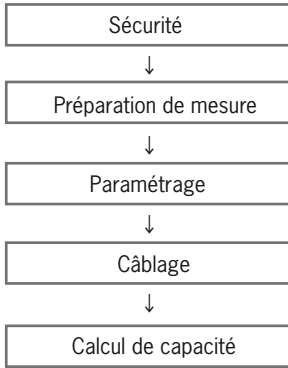 Sécurité
↓
Préparation de mesure
↓
Paramétrage
↓
Câblage
↓
Calcul de capacité